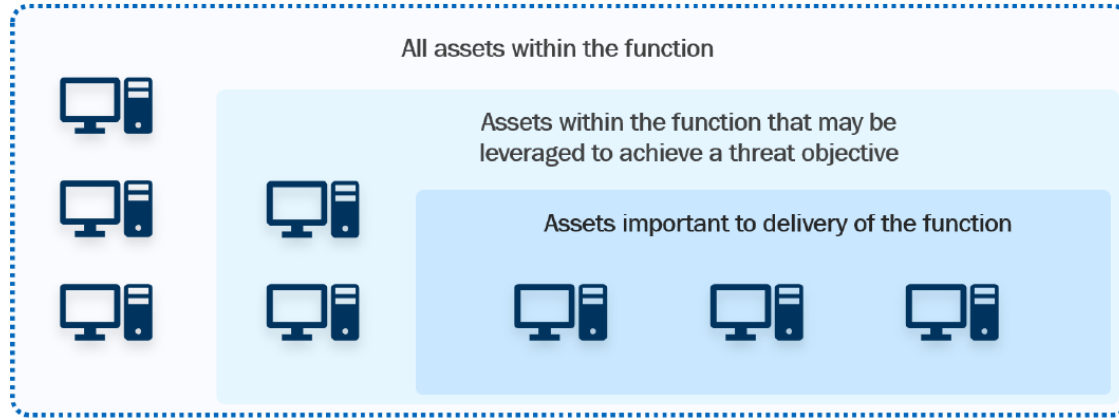 All assets within the function
Assets within the function that may be
leveraged to achieve a threat objective
Assets important to delivery of the function